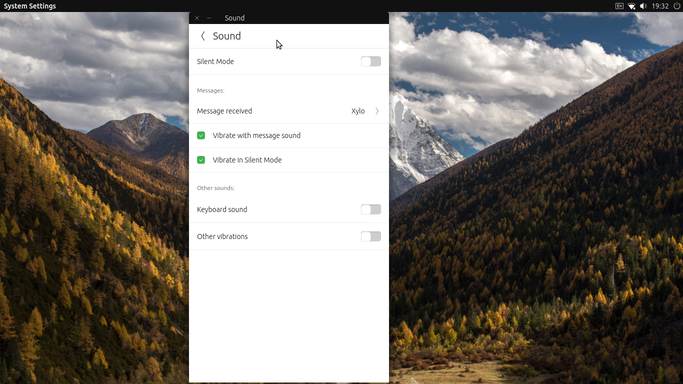 System Settings
En
19:32
Sound
Sound
Silent Mode
Messages:
Message received
Xylo
Vibrate with message sound
Vibrate in Silent Mode
Other sounds:
Keyboard sound
Other vibrations